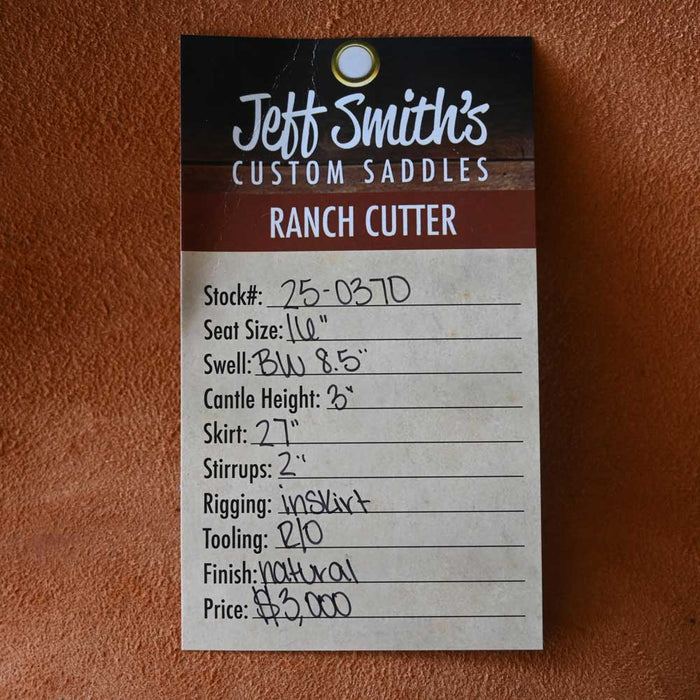 Jeff Smith's
CUSTOM SADDLES
RANCH CUTTER
Stock#: 25-0370
Seat Size: 16"
Swell: BW 8.5"
Cantle Height: 3"
Skirt: 27"
Stirrups: 2"
Rigging: inskirt
Tooling: R/O
Finish: natural
Price: $3,000